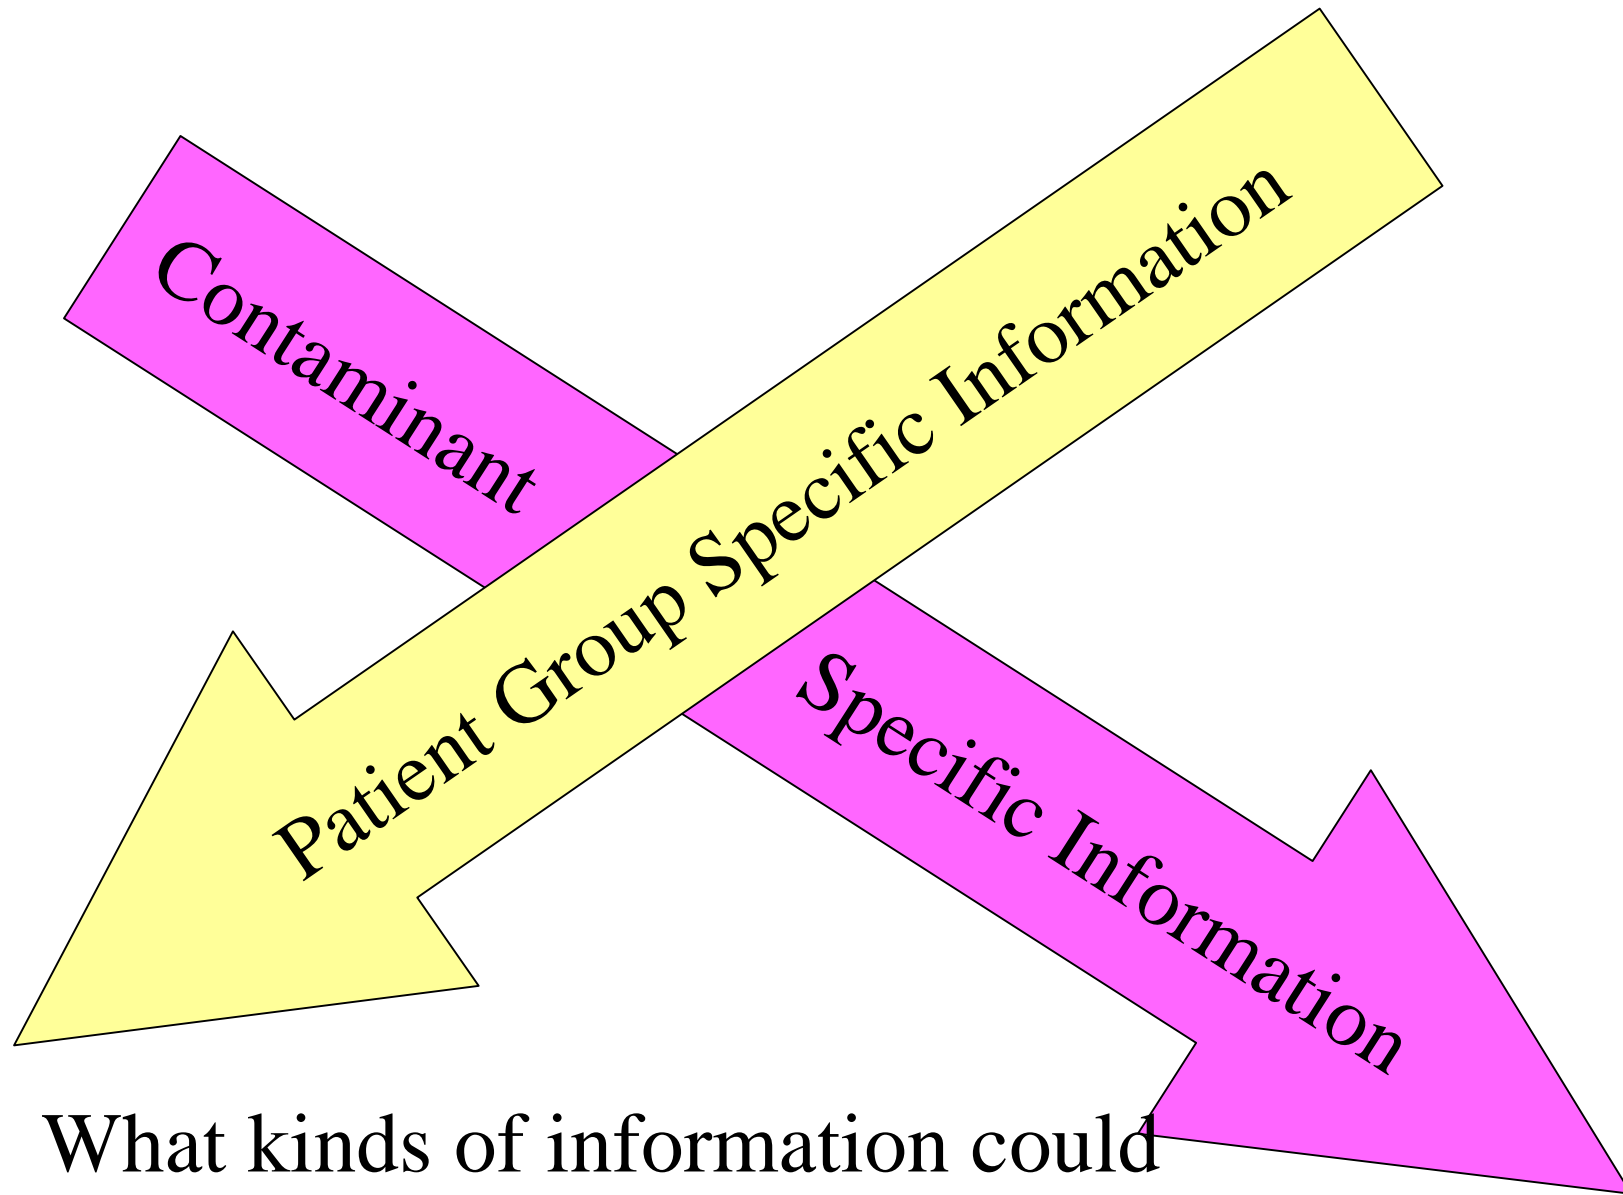 Contaminant Specific Information
Patient Group Specific Information
What kinds of information could